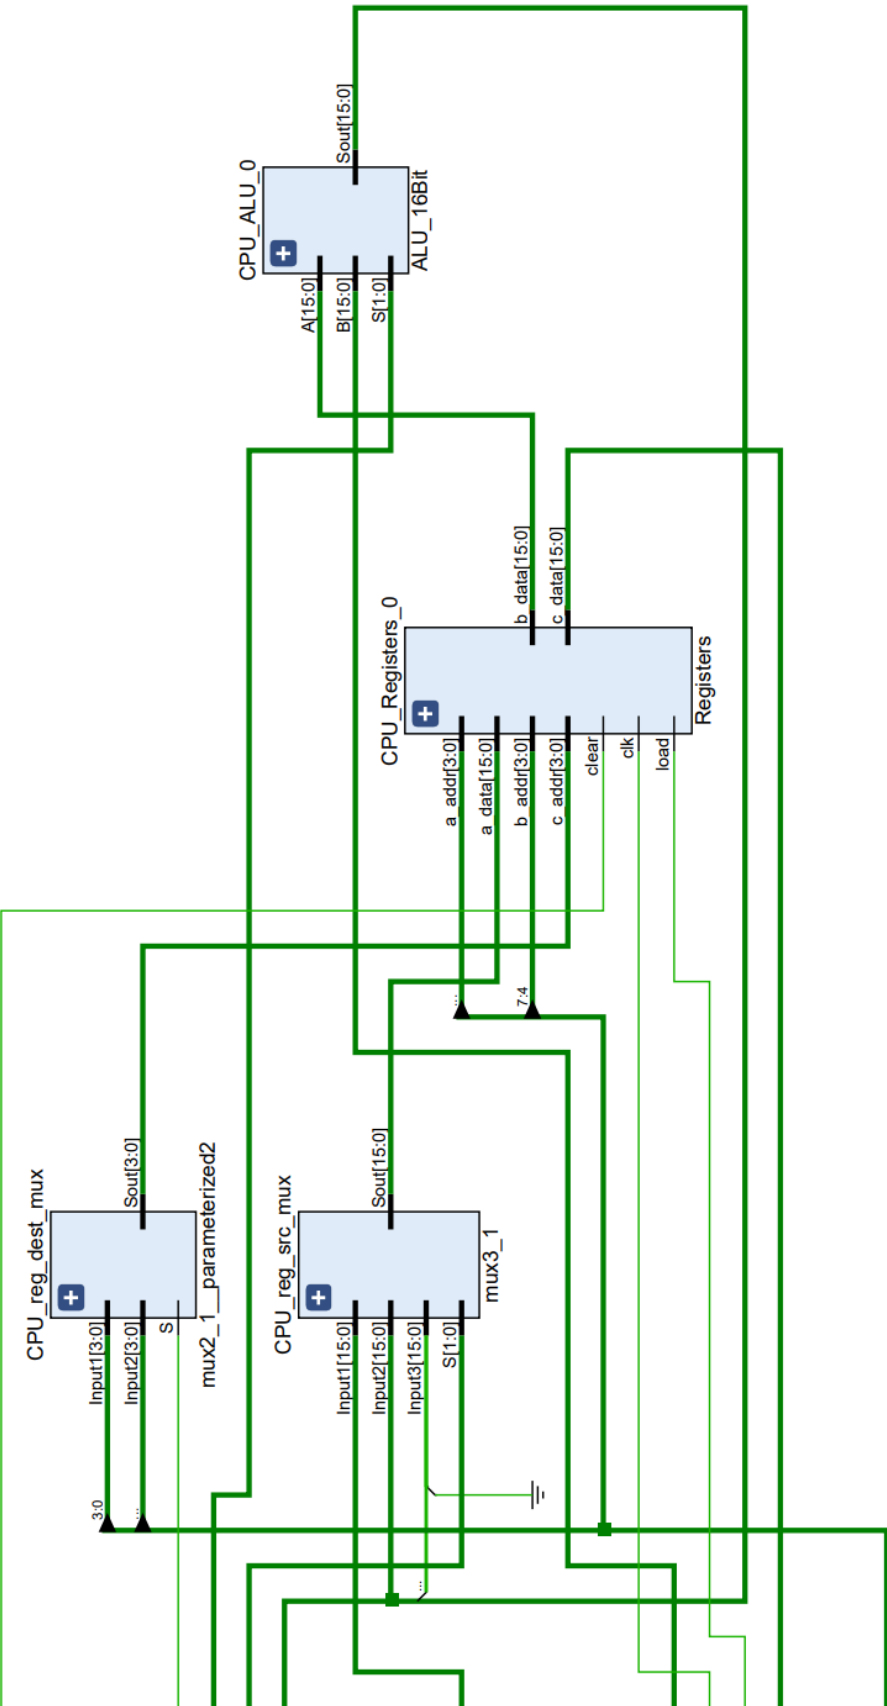 Sout[15:0]
CPU_ALU_0
ALU_16Bit
A[15:0]
B[15:0]
S[1:0]
b_data[15:0]
c_data[15:0]
CPU_Registers_0
Registers
a_addr[3:0]
a_data[15:0]
b_addr[3:0]
c_addr[3:0]
clear
clk
load
...
7:4
Sout[3:0]
CPU_reg_dest_mux
mux2_1__parameterized2
Input1[3:0]
Input2[3:0]
S
Sout[15:0]
CPU_reg_src_mux
mux3_1
Input1[15:0]
Input2[15:0]
Input3[15:0]
S[1:0]
3:0
...
...